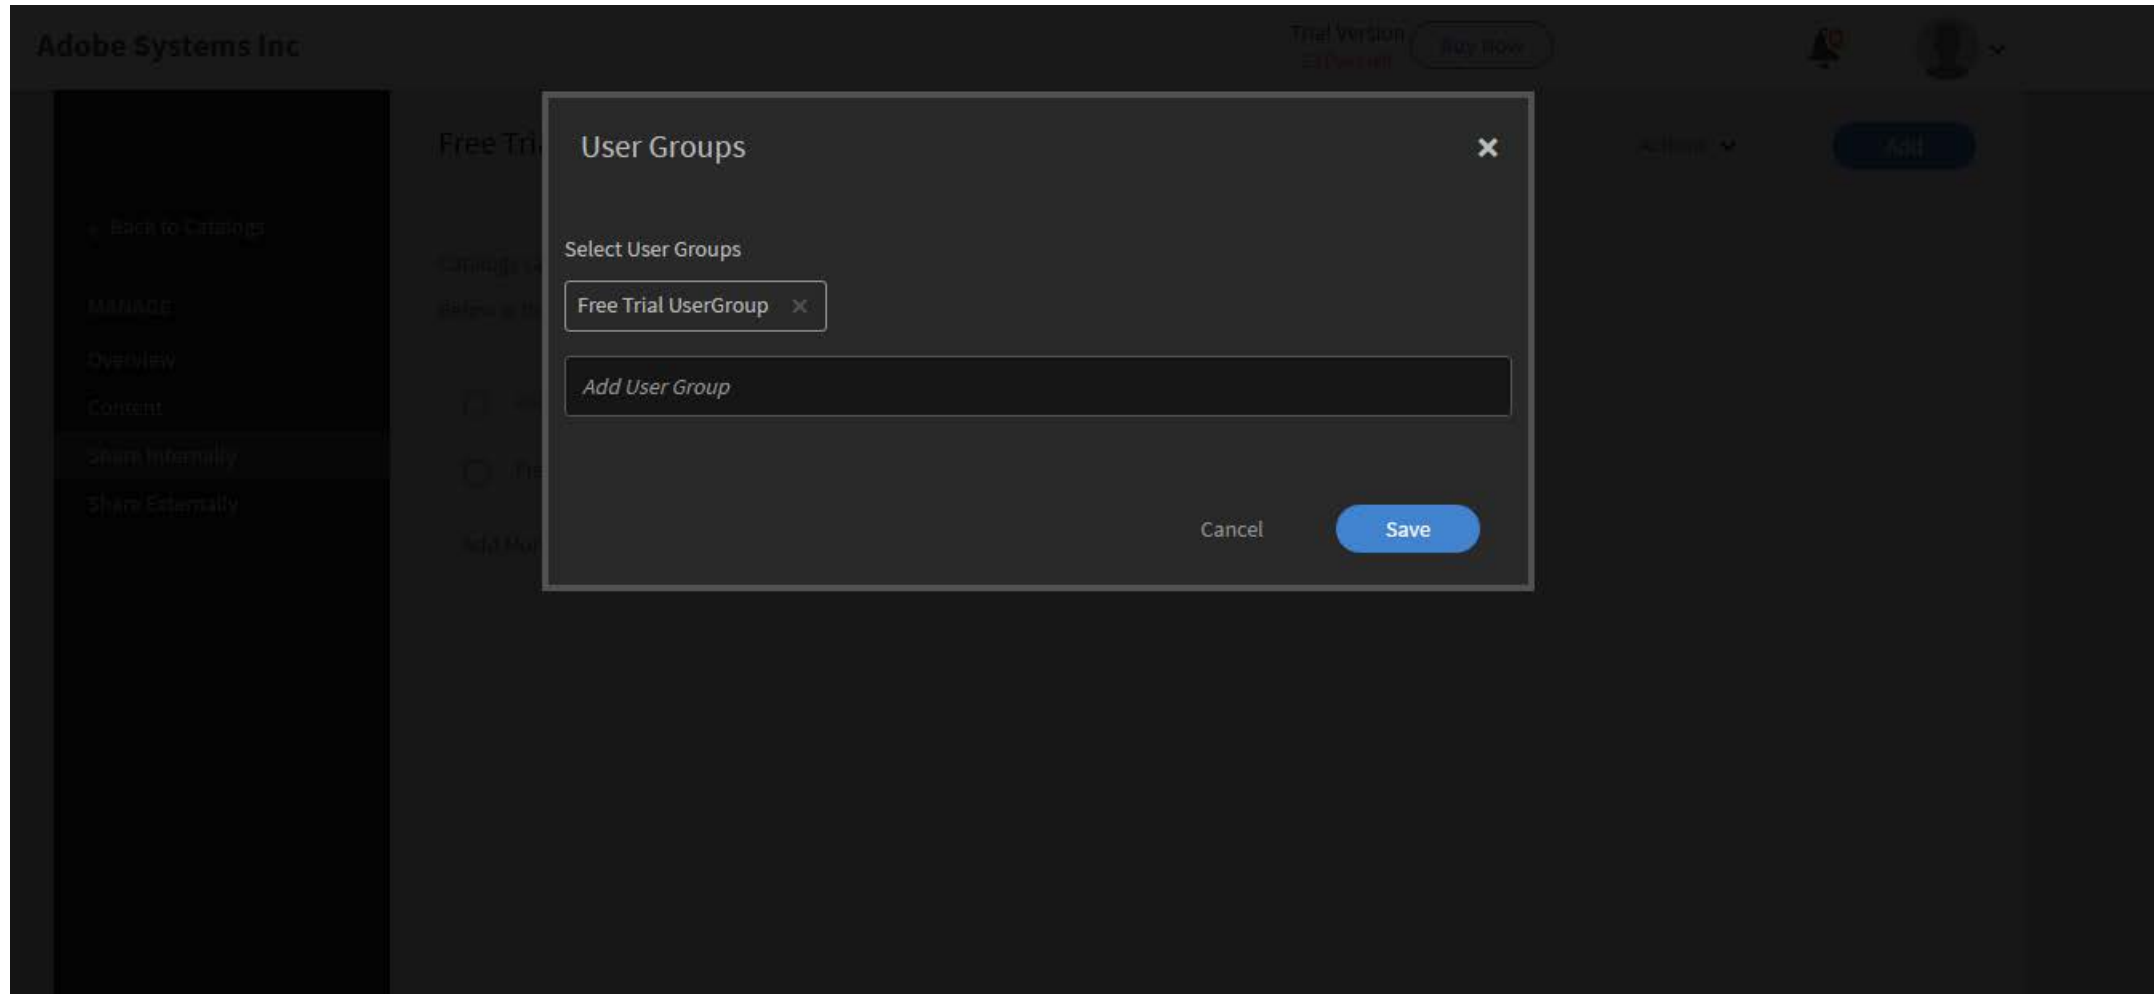 Adobe Systems Inc
Trial Version
Buy now
Free Tri
Actions
Add
Back to Catalogs
MANAGE
Overview
Content
Share Internally
Share Externally
User Groups
Select User Groups
Free Trial UserGroup
Add User Group
Cancel
Save